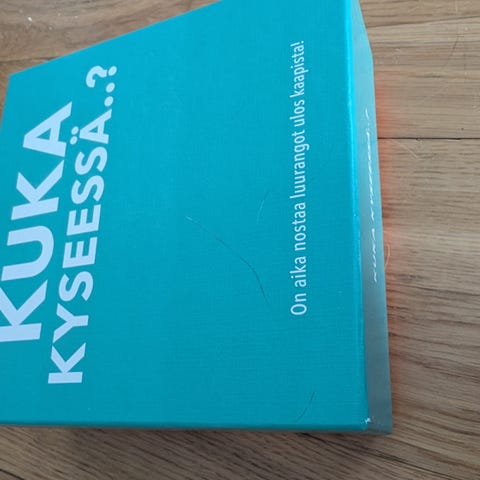 KUKA
KYSEESSÄ..?
On aika nostaa luurangot ulos kaapista!